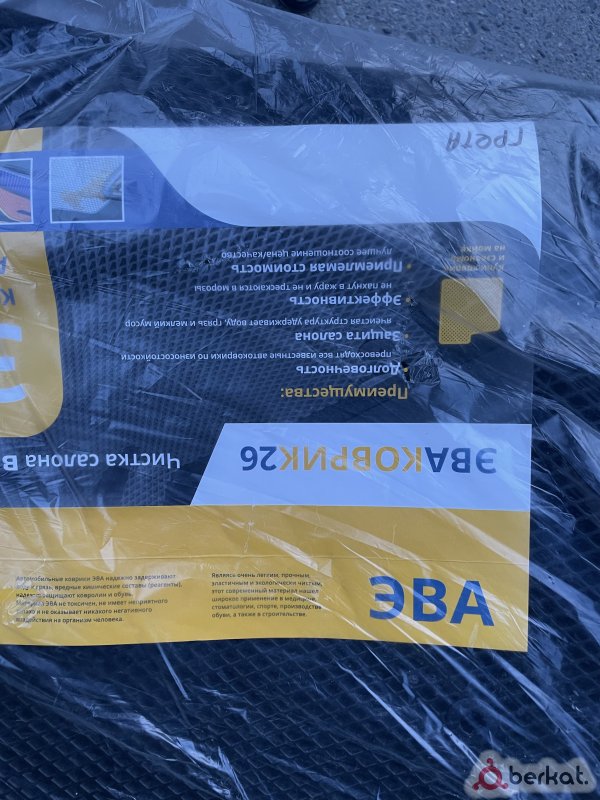 ЭВА
Автомобильные коврики ЭВА надежно задерживают
воду, грязь, вредные химические составы (реагенты),
надежно защищают ковролин и обувь.
Материал ЭВА не токсичен, не имеет неприятного
запаха и не оказывает никакого негативного
воздействия на организм человека.
Являясь очень легким, прочным,
эластичным и экологически чистым,
этот современный материал нашел
широкое применение в медицине,
стоматологии, спорте, производстве
обуви, а также в строительстве.
ЭВАКОВРИК26
Чистка салона В
Преимущества:
• Долговечность
превосходят все известные автоковрики по износостойкости
• Защита салона
ячеистая структура удерживает воду, грязь и мелкий мусор
• Эффективность
не пахнут в жару и не трескаются в морозы
• Приемлемая стоимость
лучшее соотношение цена/качество
Купи коврик
и сэкономь
на мойке
berkat.